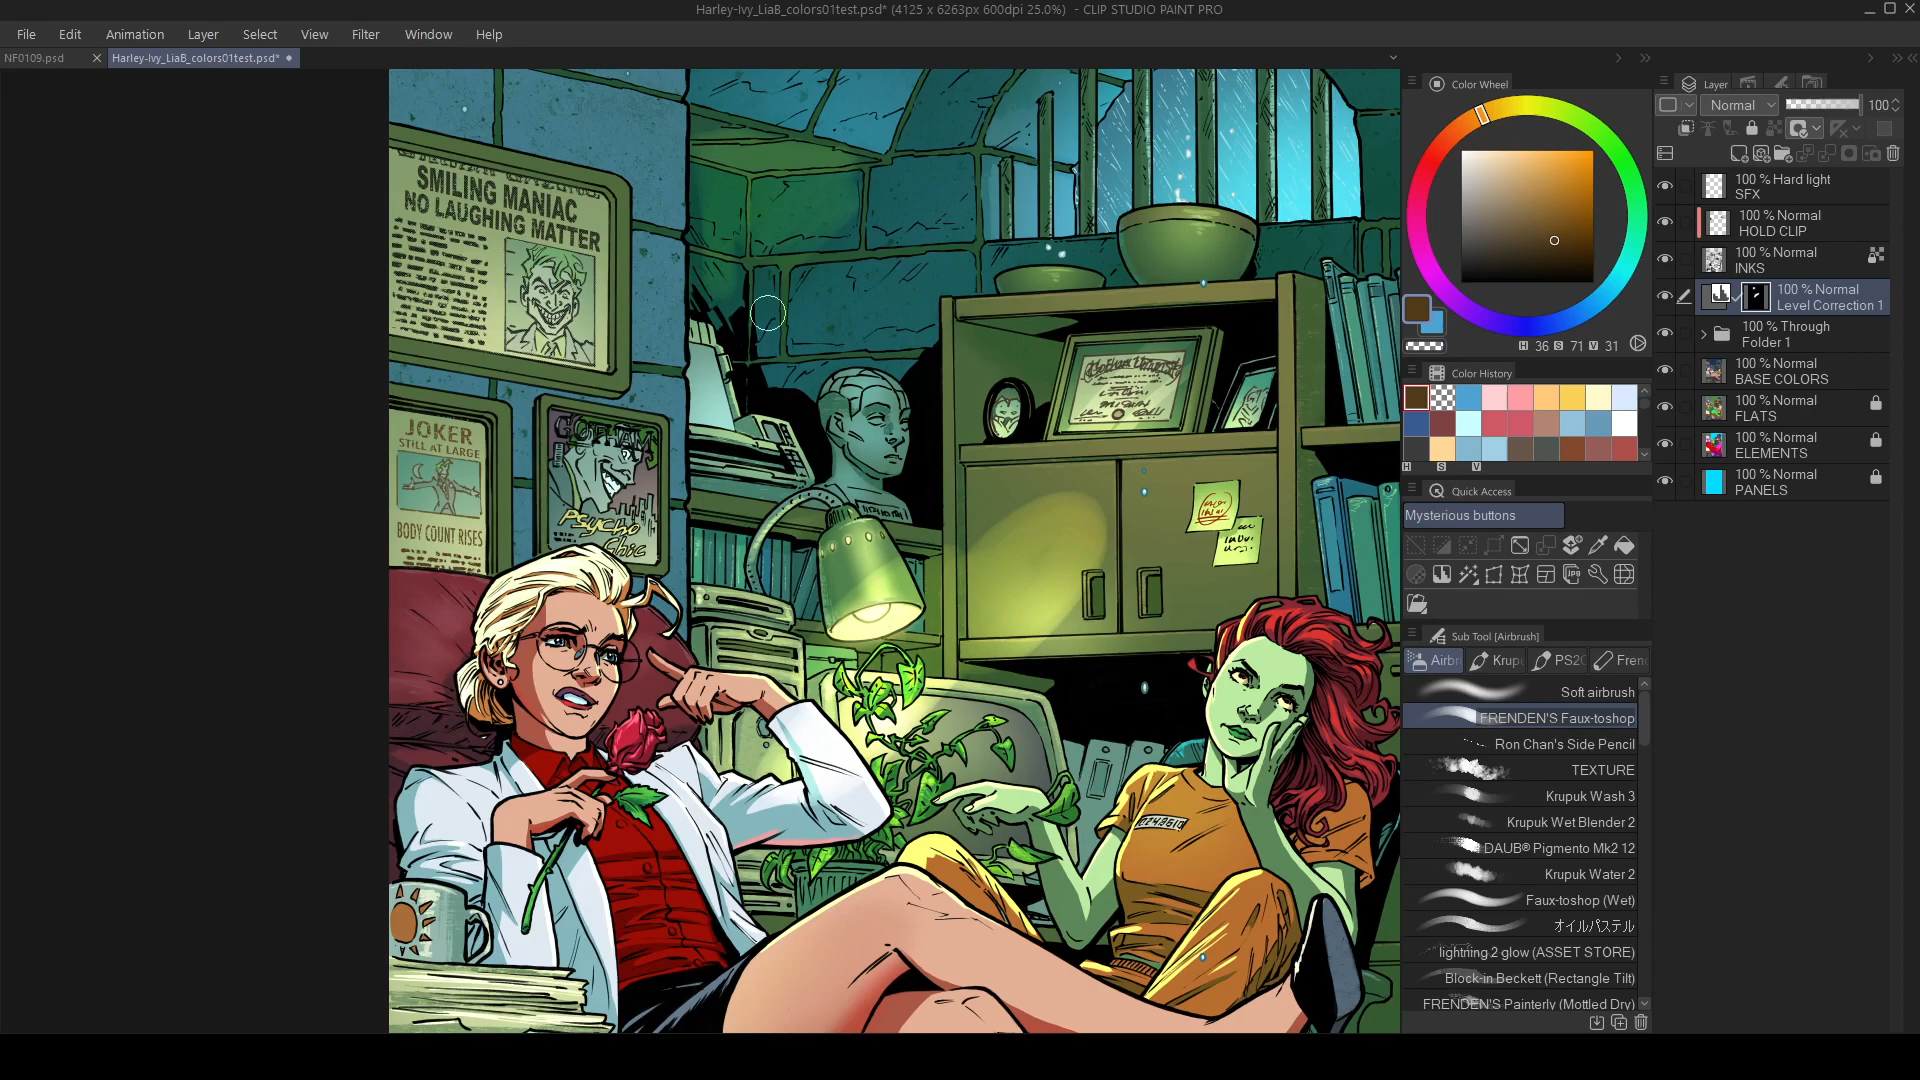 Harley-Ivy_LiaB_colors01test.psd* (4125 x 6263px 600dpi 25.0%) - CLIP STUDIO PAINT PRO
File Edit Animation Layer Select View Filter Window Help
NF0109.psd
Harley-Ivy_LiaB_colors01test.psd*
SMILING MANIAC
NO LAUGHING MATTER
JOKER
STILL AT LARGE
BODY COUNT RISES
GOTHAM
Psycho
Chic
Color Wheel
H 36 S 71 V 31
Color History
H S V
Quick Access
Mysterious buttons
jpg
Sub Tool [Airbrush]
Airb Krup PS2 Fren
Soft airbrush
FRENDEN'S Faux-toshop
Ron Chan's Side Pencil
TEXTURE
Krupuk Wash 3
Krupuk Wet Blender 2
DAUB® Pigmento Mk2 12
Krupuk Water 2
Faux-toshop (Wet)
オイルパステル
lightning 2 glow (ASSET STORE)
Block-in Beckett (Rectangle Tilt)
FRENDEN'S Painterly (Mottled Dry)
Layer
Normal 100
100 % Hard light
SFX
100 % Normal
HOLD CLIP
100 % Normal
INKS
100 % Normal
Level Correction 1
100 % Through
Folder 1
100 % Normal
BASE COLORS
100 % Normal
FLATS
100 % Normal
ELEMENTS
100 % Normal
PANELS